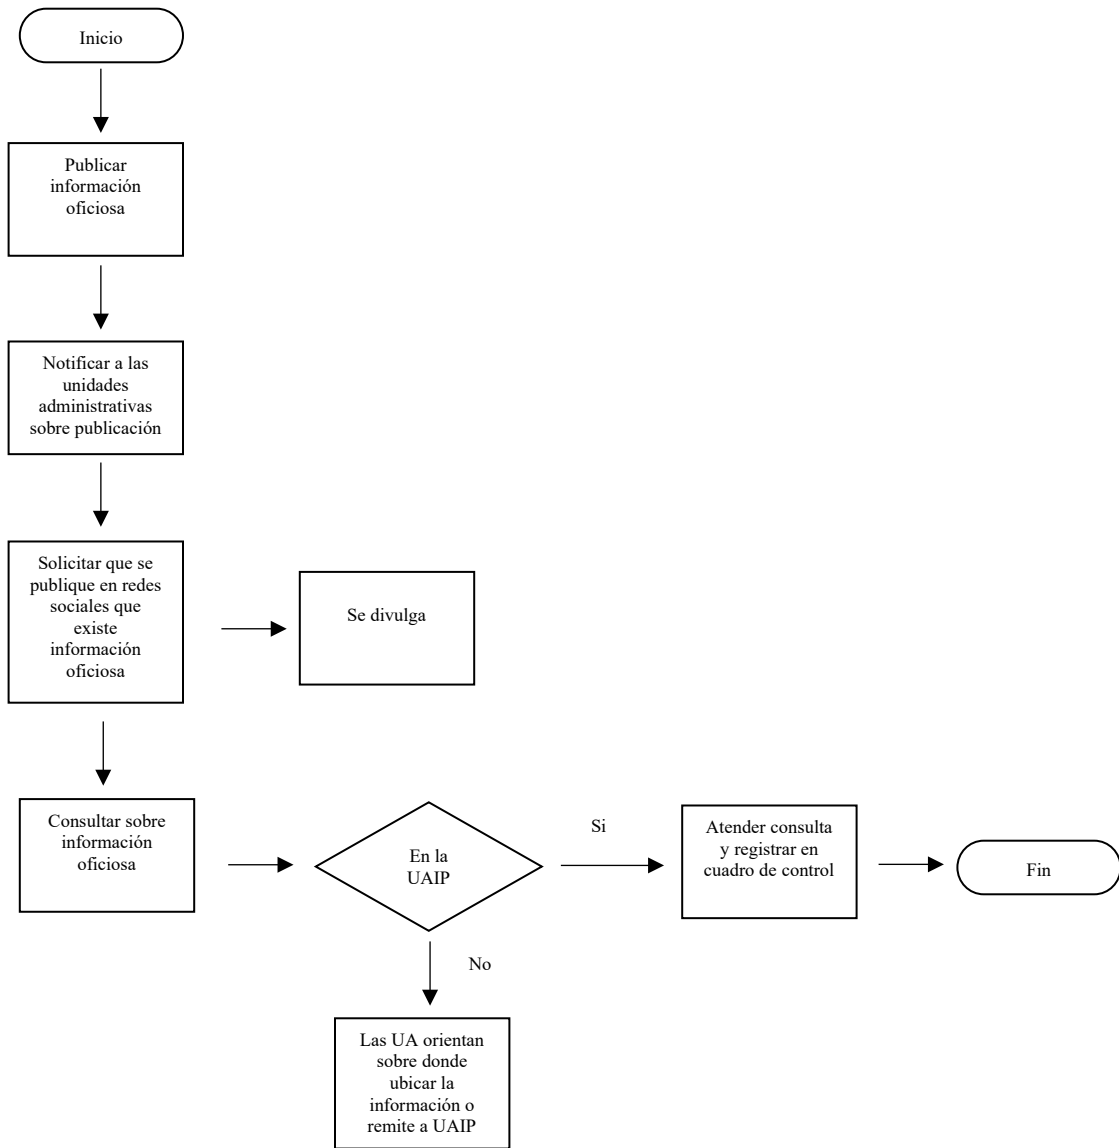 Inicio
Publicar
información
oficiosa
Notificar a las
unidades
administrativas
sobre publicación
Solicitar que se
publique en redes
sociales que
existe
información
oficiosa
Se divulga
Consultar sobre
información
oficiosa
En la
UAIP
Si
Atender consulta
y registrar en
cuadro de control
Fin
No
Las UA orientan
sobre donde
ubicar la
información o
remite a UAIP